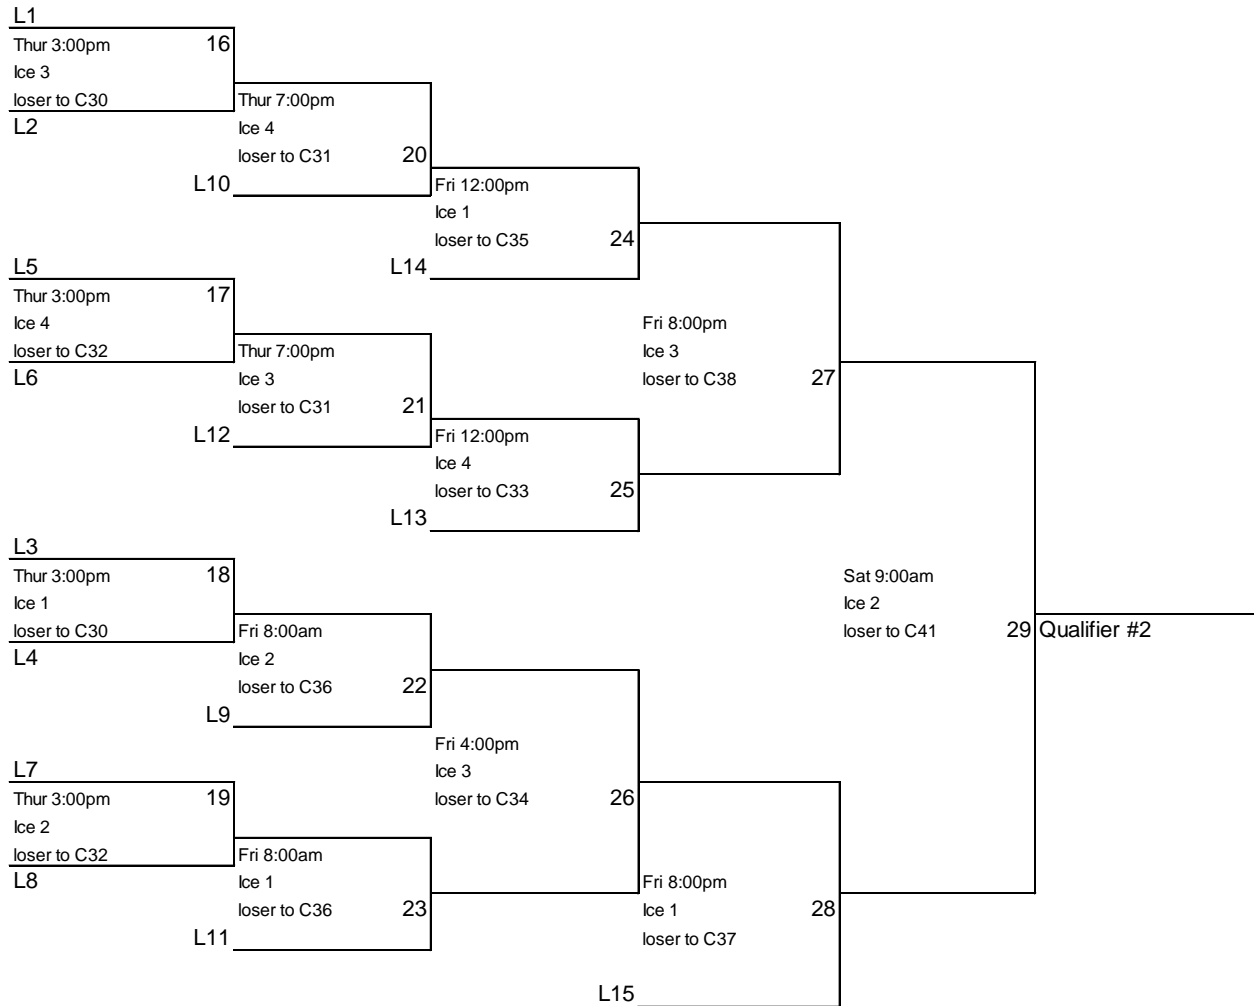 L1
Thur 3:00pm 16
Ice 3
loser to C30
L2
Thur 7:00pm
Ice 4
loser to C31 20
L10
Fri 12:00pm
Ice 1
loser to C35 24
L14
L5
Thur 3:00pm 17
Ice 4
loser to C32
L6
Thur 7:00pm
Ice 3
loser to C31 21
L12
Fri 12:00pm
Ice 4
loser to C33 25
L13
Fri 8:00pm
Ice 3
loser to C38 27
L3
Thur 3:00pm 18
Ice 1
loser to C30
L4
Fri 8:00am
Ice 2
loser to C36 22
L9
L7
Thur 3:00pm 19
Ice 2
loser to C32
L8
Fri 8:00am
Ice 1
loser to C36 23
L11
Fri 4:00pm
Ice 3
loser to C34 26
Fri 8:00pm
Ice 1 28
loser to C37
L15
Sat 9:00am
Ice 2
loser to C41 29 Qualifier #2